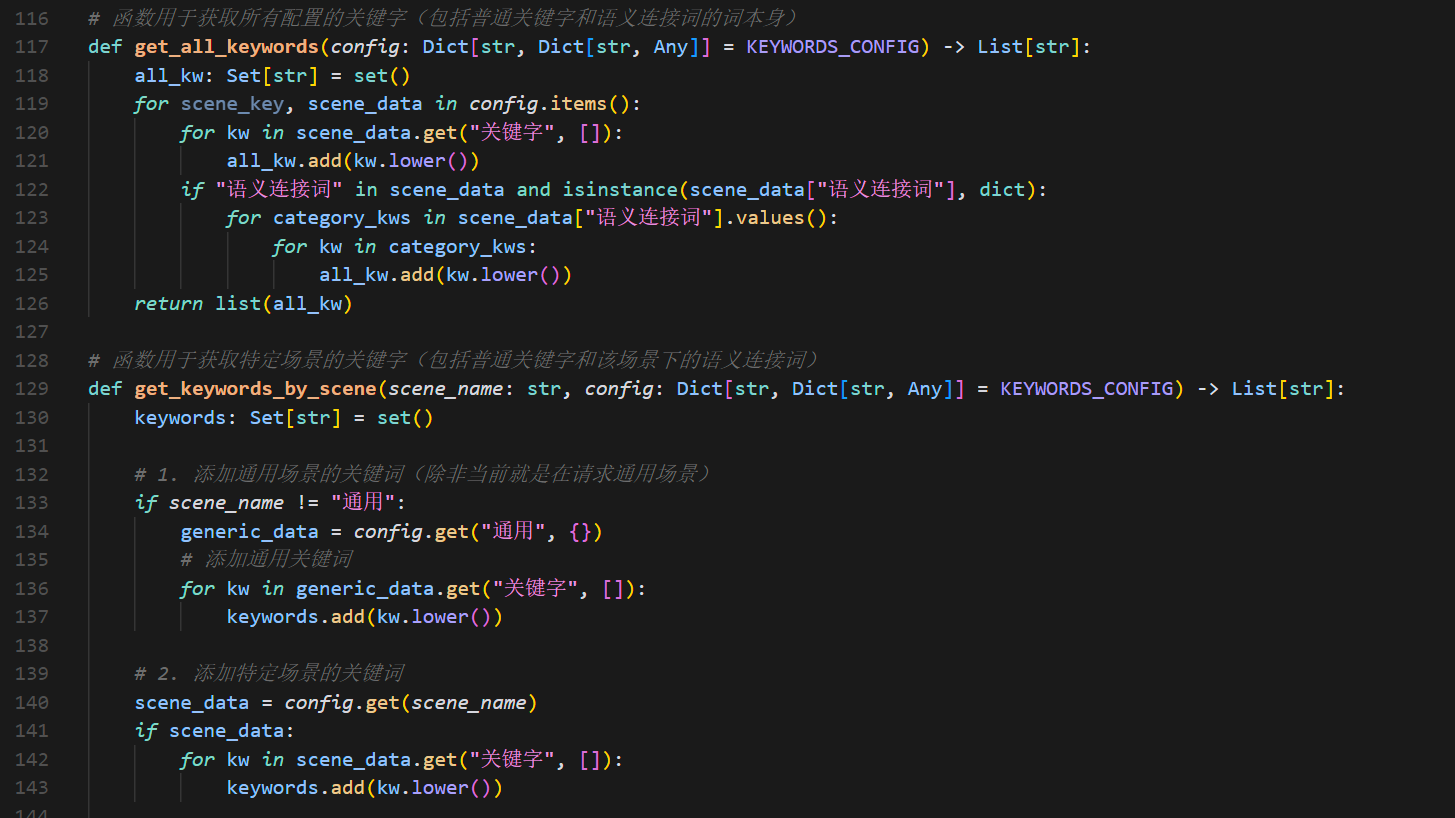 116 # 函数用于获取所有配置的关键字（包括普通关键字和语义连接词的词本身）
117 def get_all_keywords(config: Dict[str, Dict[str, Any]] = KEYWORDS_CONFIG) -> List[str]:
118     all_kw: Set[str] = set()
119     for scene_key, scene_data in config.items():
120         for kw in scene_data.get("关键字", []):
121             all_kw.add(kw.lower())
122         if "语义连接词" in scene_data and isinstance(scene_data["语义连接词"], dict):
123             for category_kws in scene_data["语义连接词"].values():
124                 for kw in category_kws:
125                     all_kw.add(kw.lower())
126     return list(all_kw)
127
128 # 函数用于获取特定场景的关键字（包括普通关键字和该场景下的语义连接词）
129 def get_keywords_by_scene(scene_name: str, config: Dict[str, Dict[str, Any]] = KEYWORDS_CONFIG) -> List[str]:
130     keywords: Set[str] = set()
131
132     # 1. 添加通用场景的关键词（除非当前就是在请求通用场景）
133     if scene_name != "通用":
134         generic_data = config.get("通用", {})
135         # 添加通用关键词
136         for kw in generic_data.get("关键字", []):
137             keywords.add(kw.lower())
138
139     # 2. 添加特定场景的关键词
140     scene_data = config.get(scene_name)
141     if scene_data:
142         for kw in scene_data.get("关键字", []):
143             keywords.add(kw.lower())
144